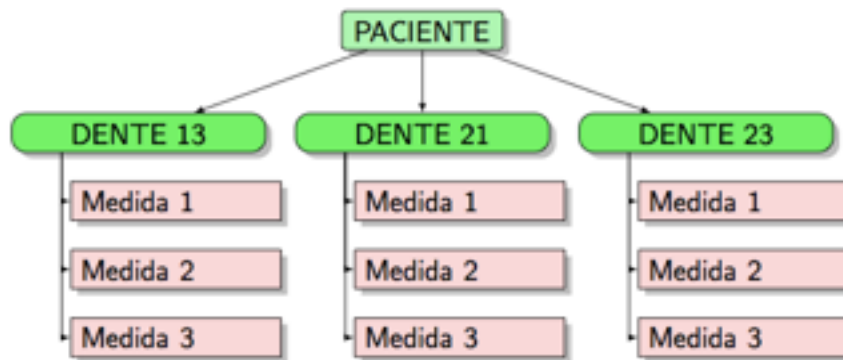 PACIENTE
DENTE 13
DENTE 21
DENTE 23
Medida 1
Medida 1
Medida 1
Medida 2
Medida 2
Medida 2
Medida 3
Medida 3
Medida 3